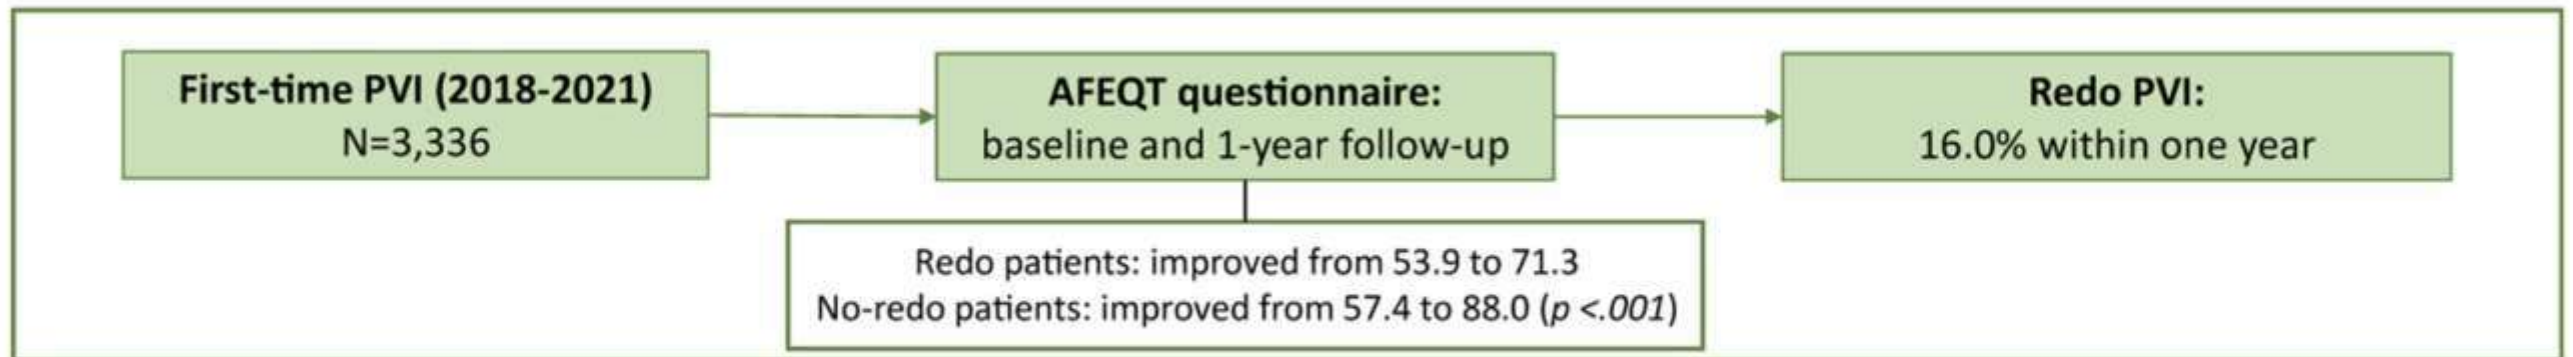 First-time PVI (2018-2021)
N=3,336
AFEQT questionnaire:
baseline and 1-year follow-up
Redo PVI:
16.0% within one year
Redo patients: improved from 53.9 to 71.3
No-redo patients: improved from 57.4 to 88.0 (p <.001)